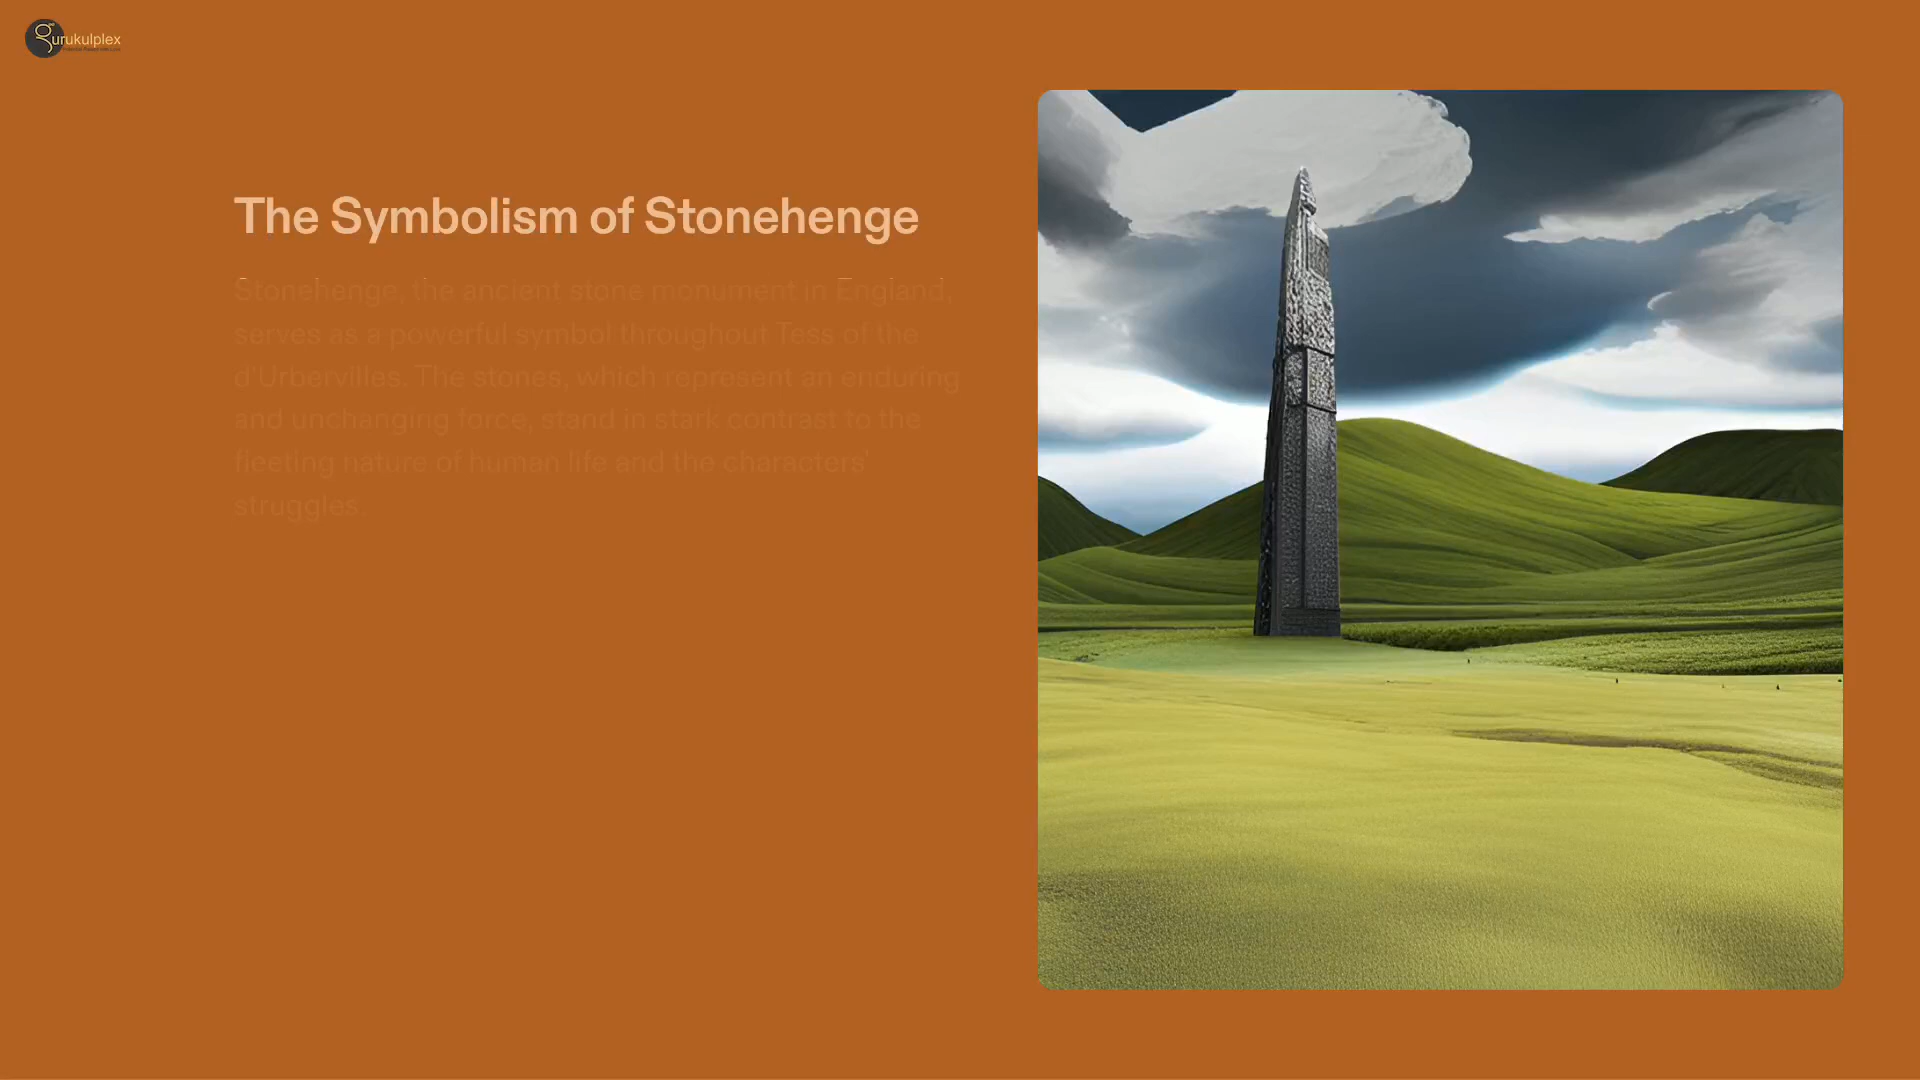 gurukulplex
The Symbolism of Stonehenge
Stonehenge, the ancient stone monument in England,
serves as a powerful symbol throughout Tess of the
d'Urbervilles. The stones, which represent an enduring
and unchanging force, stand in stark contrast to the
fleeting nature of human life and the characters'
struggles.